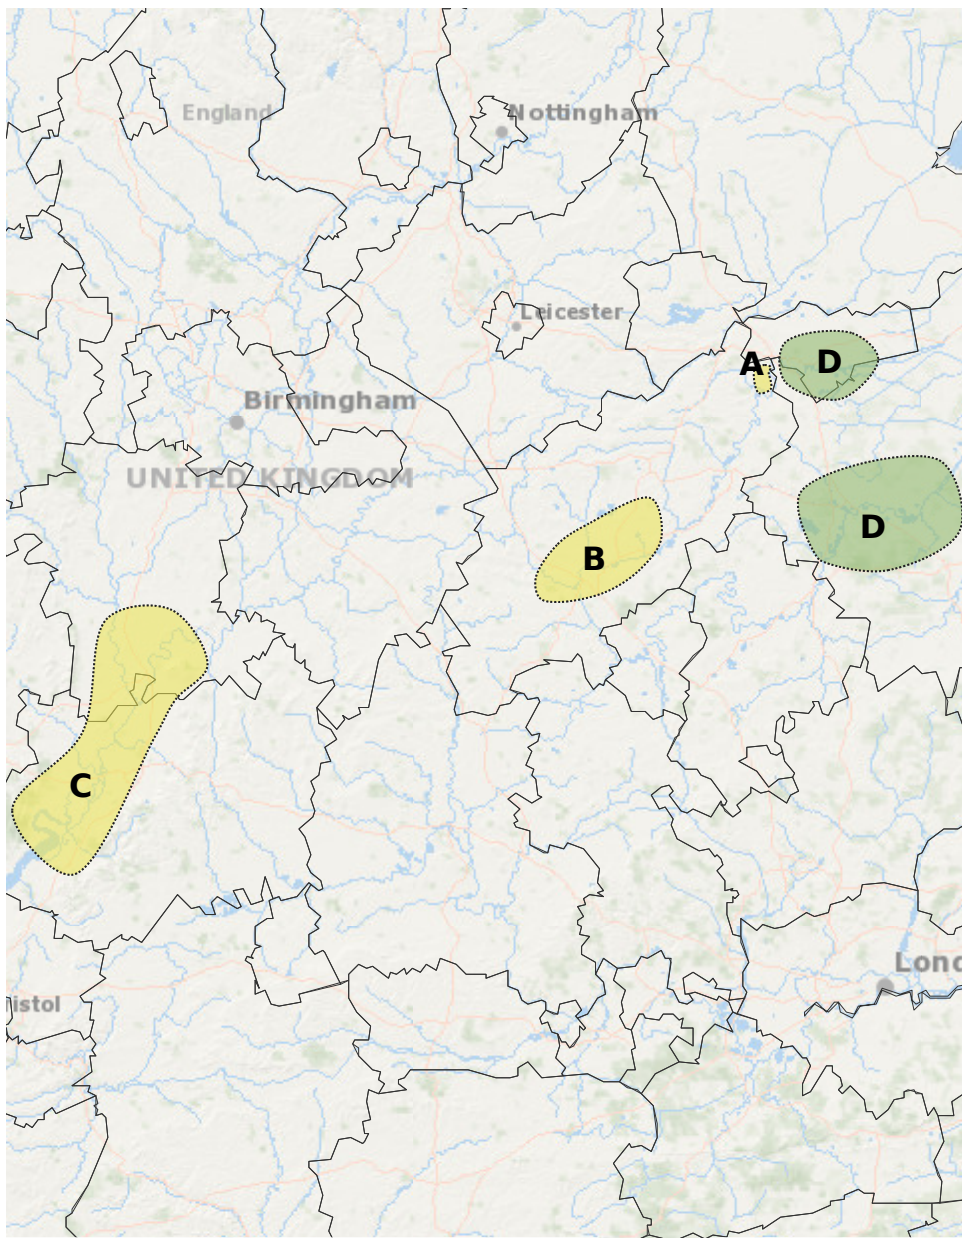 England
Nottingham
Leicester
A
D
Birmingham
UNITED KINGDOM
D
B
C
Lond
istol